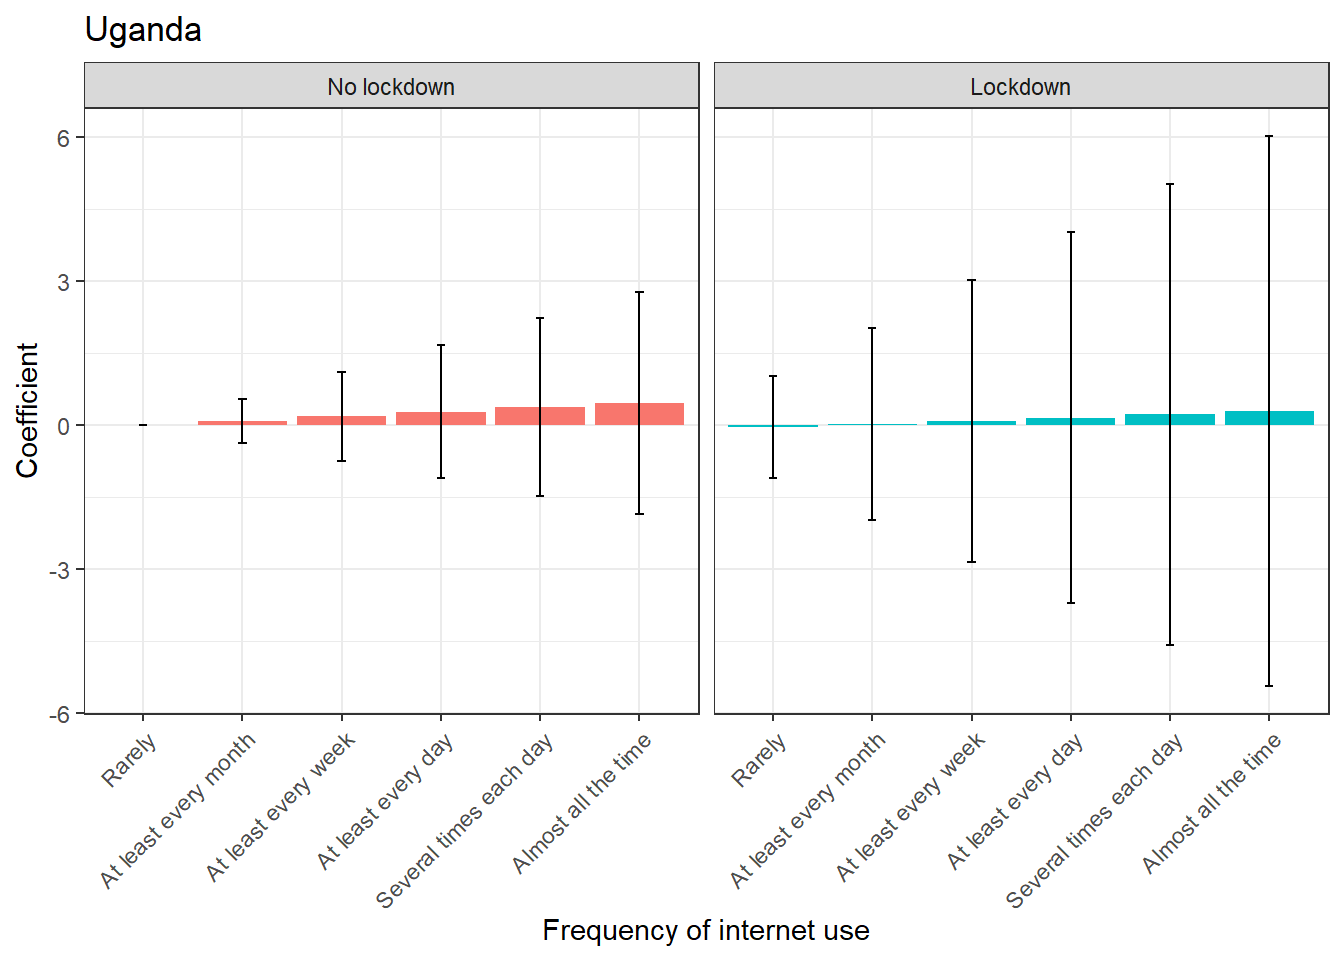 Uganda
No lockdown
Lockdown
Coefficient
6
3
0
-3
-6
Rarely
At least every month
At least every week
At least every day
Several times each day
Almost all the time
Rarely
At least every month
At least every week
At least every day
Several times each day
Almost all the time
Frequency of internet use